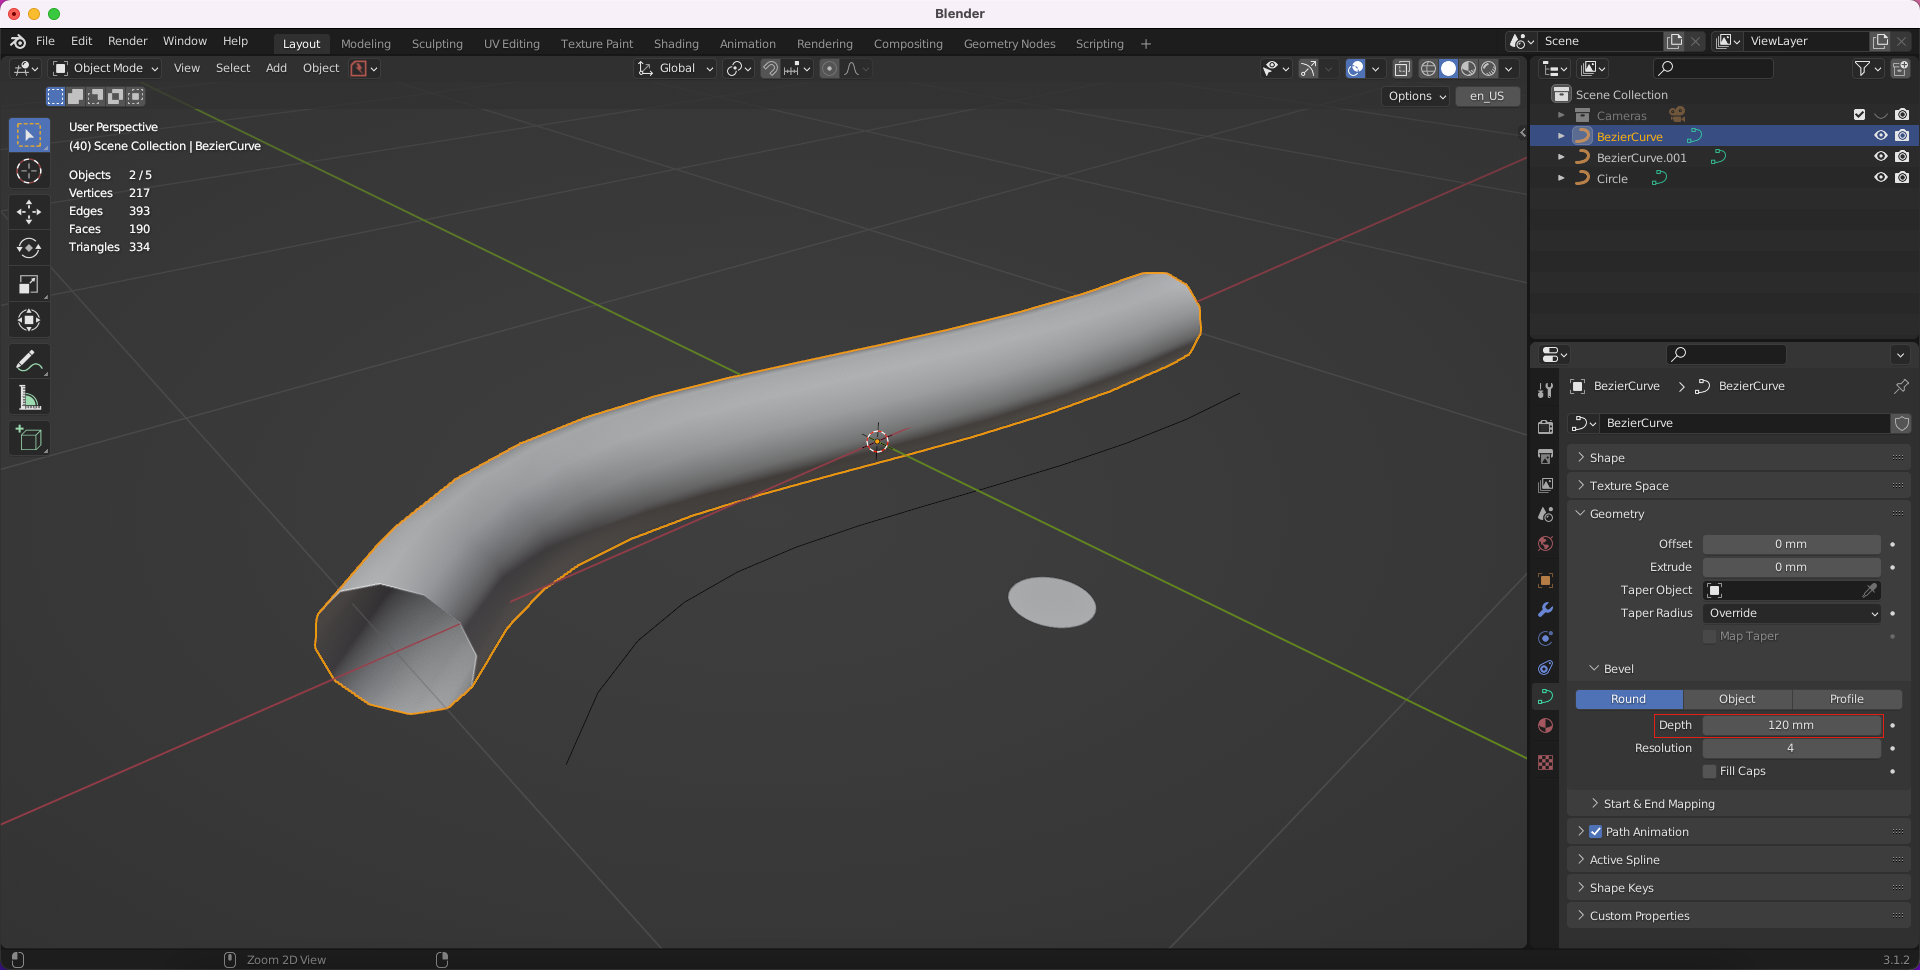 Blender
File Edit Render Window Help Layout Modeling Sculpting UV Editing Texture Paint Shading Animation Rendering Compositing Geometry Nodes Scripting + Scene ViewLayer
Object Mode View Select Add Object Global
Options en_US
User Perspective
(40) Scene Collection | BezierCurve
Objects 2 / 5
Vertices 217
Edges 393
Faces 190
Triangles 334
Scene Collection
Cameras
BezierCurve
BezierCurve.001
Circle
BezierCurve > BezierCurve
BezierCurve
Shape
Texture Space
Geometry
Offset 0 mm
Extrude 0 mm
Taper Object
Taper Radius Override
Map Taper
Bevel
Round Object Profile
Depth 120 mm
Resolution 4
Fill Caps
Start & End Mapping
Path Animation
Active Spline
Shape Keys
Custom Properties
Zoom 2D View
3.1.2